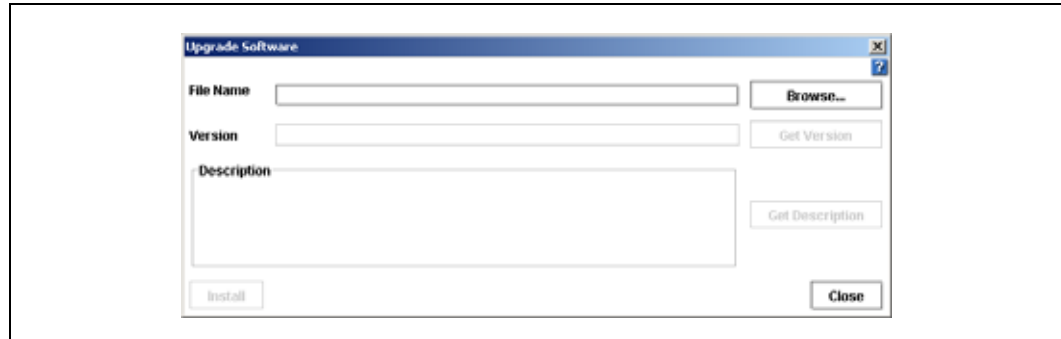 Upgrade Software
?
File Name
Browse...
Version
Get Version
Description
Get Description
Install
Close